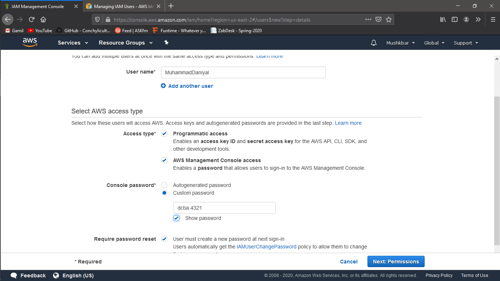 IAM Management Console
Managing IAM Users - AWS
https://console.aws.amazon.com/iam/home?region=us-east-2#/users$new?step=details
Gamil
YouTube
GitHub - Conchylicult...
Feed | ASKfm
Funtime - Whatever y...
ZabDesk - Spring-2020
aws
Services
Resource Groups
Mushkbar
Global
Support
You can add multiple users at once with the same access type and permissions. Learn more
User name*
MuhammadDaniyal
Add another user
Select AWS access type
Select how these users will access AWS. Access keys and autogenerated passwords are provided in the last step. Learn more
Access type*
Programmatic access
Enables an access key ID and secret access key for the AWS API, CLI, SDK, and
other development tools.
AWS Management Console access
Enables a password that allows users to sign-in to the AWS Management Console.
Console password*
Autogenerated password
Custom password
dcba.4321
Show password
Require password reset
User must create a new password at next sign-in
Users automatically get the IAMUserChangePassword policy to allow them to change
* Required
Cancel
Next: Permissions
Feedback
English (US)
© 2008 - 2020, Amazon Web Services, Inc. or its affiliates. All rights reserved.
Privacy Policy
Terms of Use